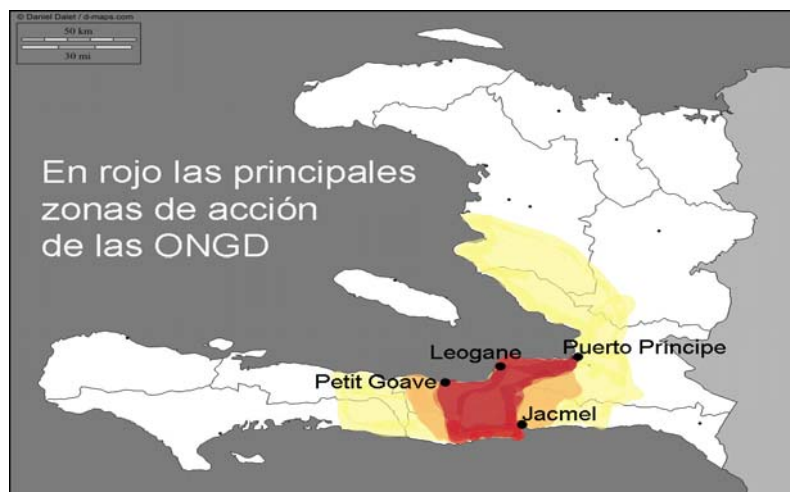 © Daniel Dalet / d-maps.com
50 km
30 mi
En rojo las principales
zonas de acción
de las ONGD
Leogane
Puerto Principe
Petit Goave
Jacmel